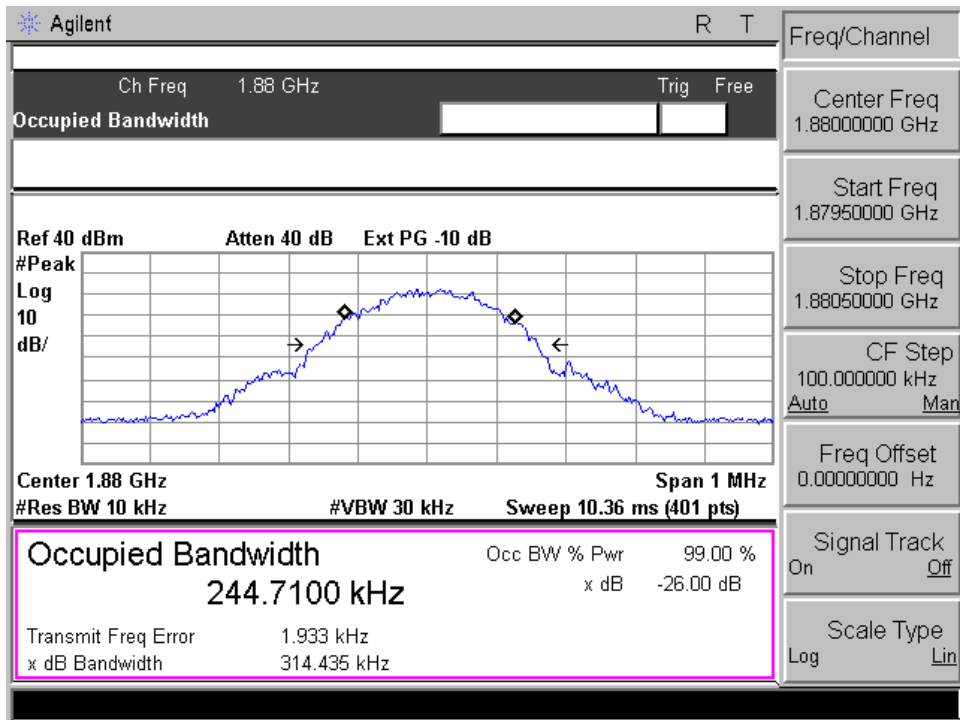 Agilent R T
Ch Freq 1.88 GHz Trig Free
Occupied Bandwidth
Ref 40 dBm Atten 40 dB Ext PG -10 dB
#Peak
Log
10
dB/
Center 1.88 GHz Span 1 MHz
#Res BW 10 kHz #VBW 30 kHz Sweep 10.36 ms (401 pts)
Occupied Bandwidth Occ BW % Pwr 99.00 %
244.7100 kHz x dB -26.00 dB
Transmit Freq Error 1.933 kHz
x dB Bandwidth 314.435 kHz
Freq/Channel
Center Freq
1.88000000 GHz
Start Freq
1.87950000 GHz
Stop Freq
1.88050000 GHz
CF Step
100.000000 kHz
Auto Man
Freq Offset
0.00000000 Hz
Signal Track
On Off
Scale Type
Log Lin